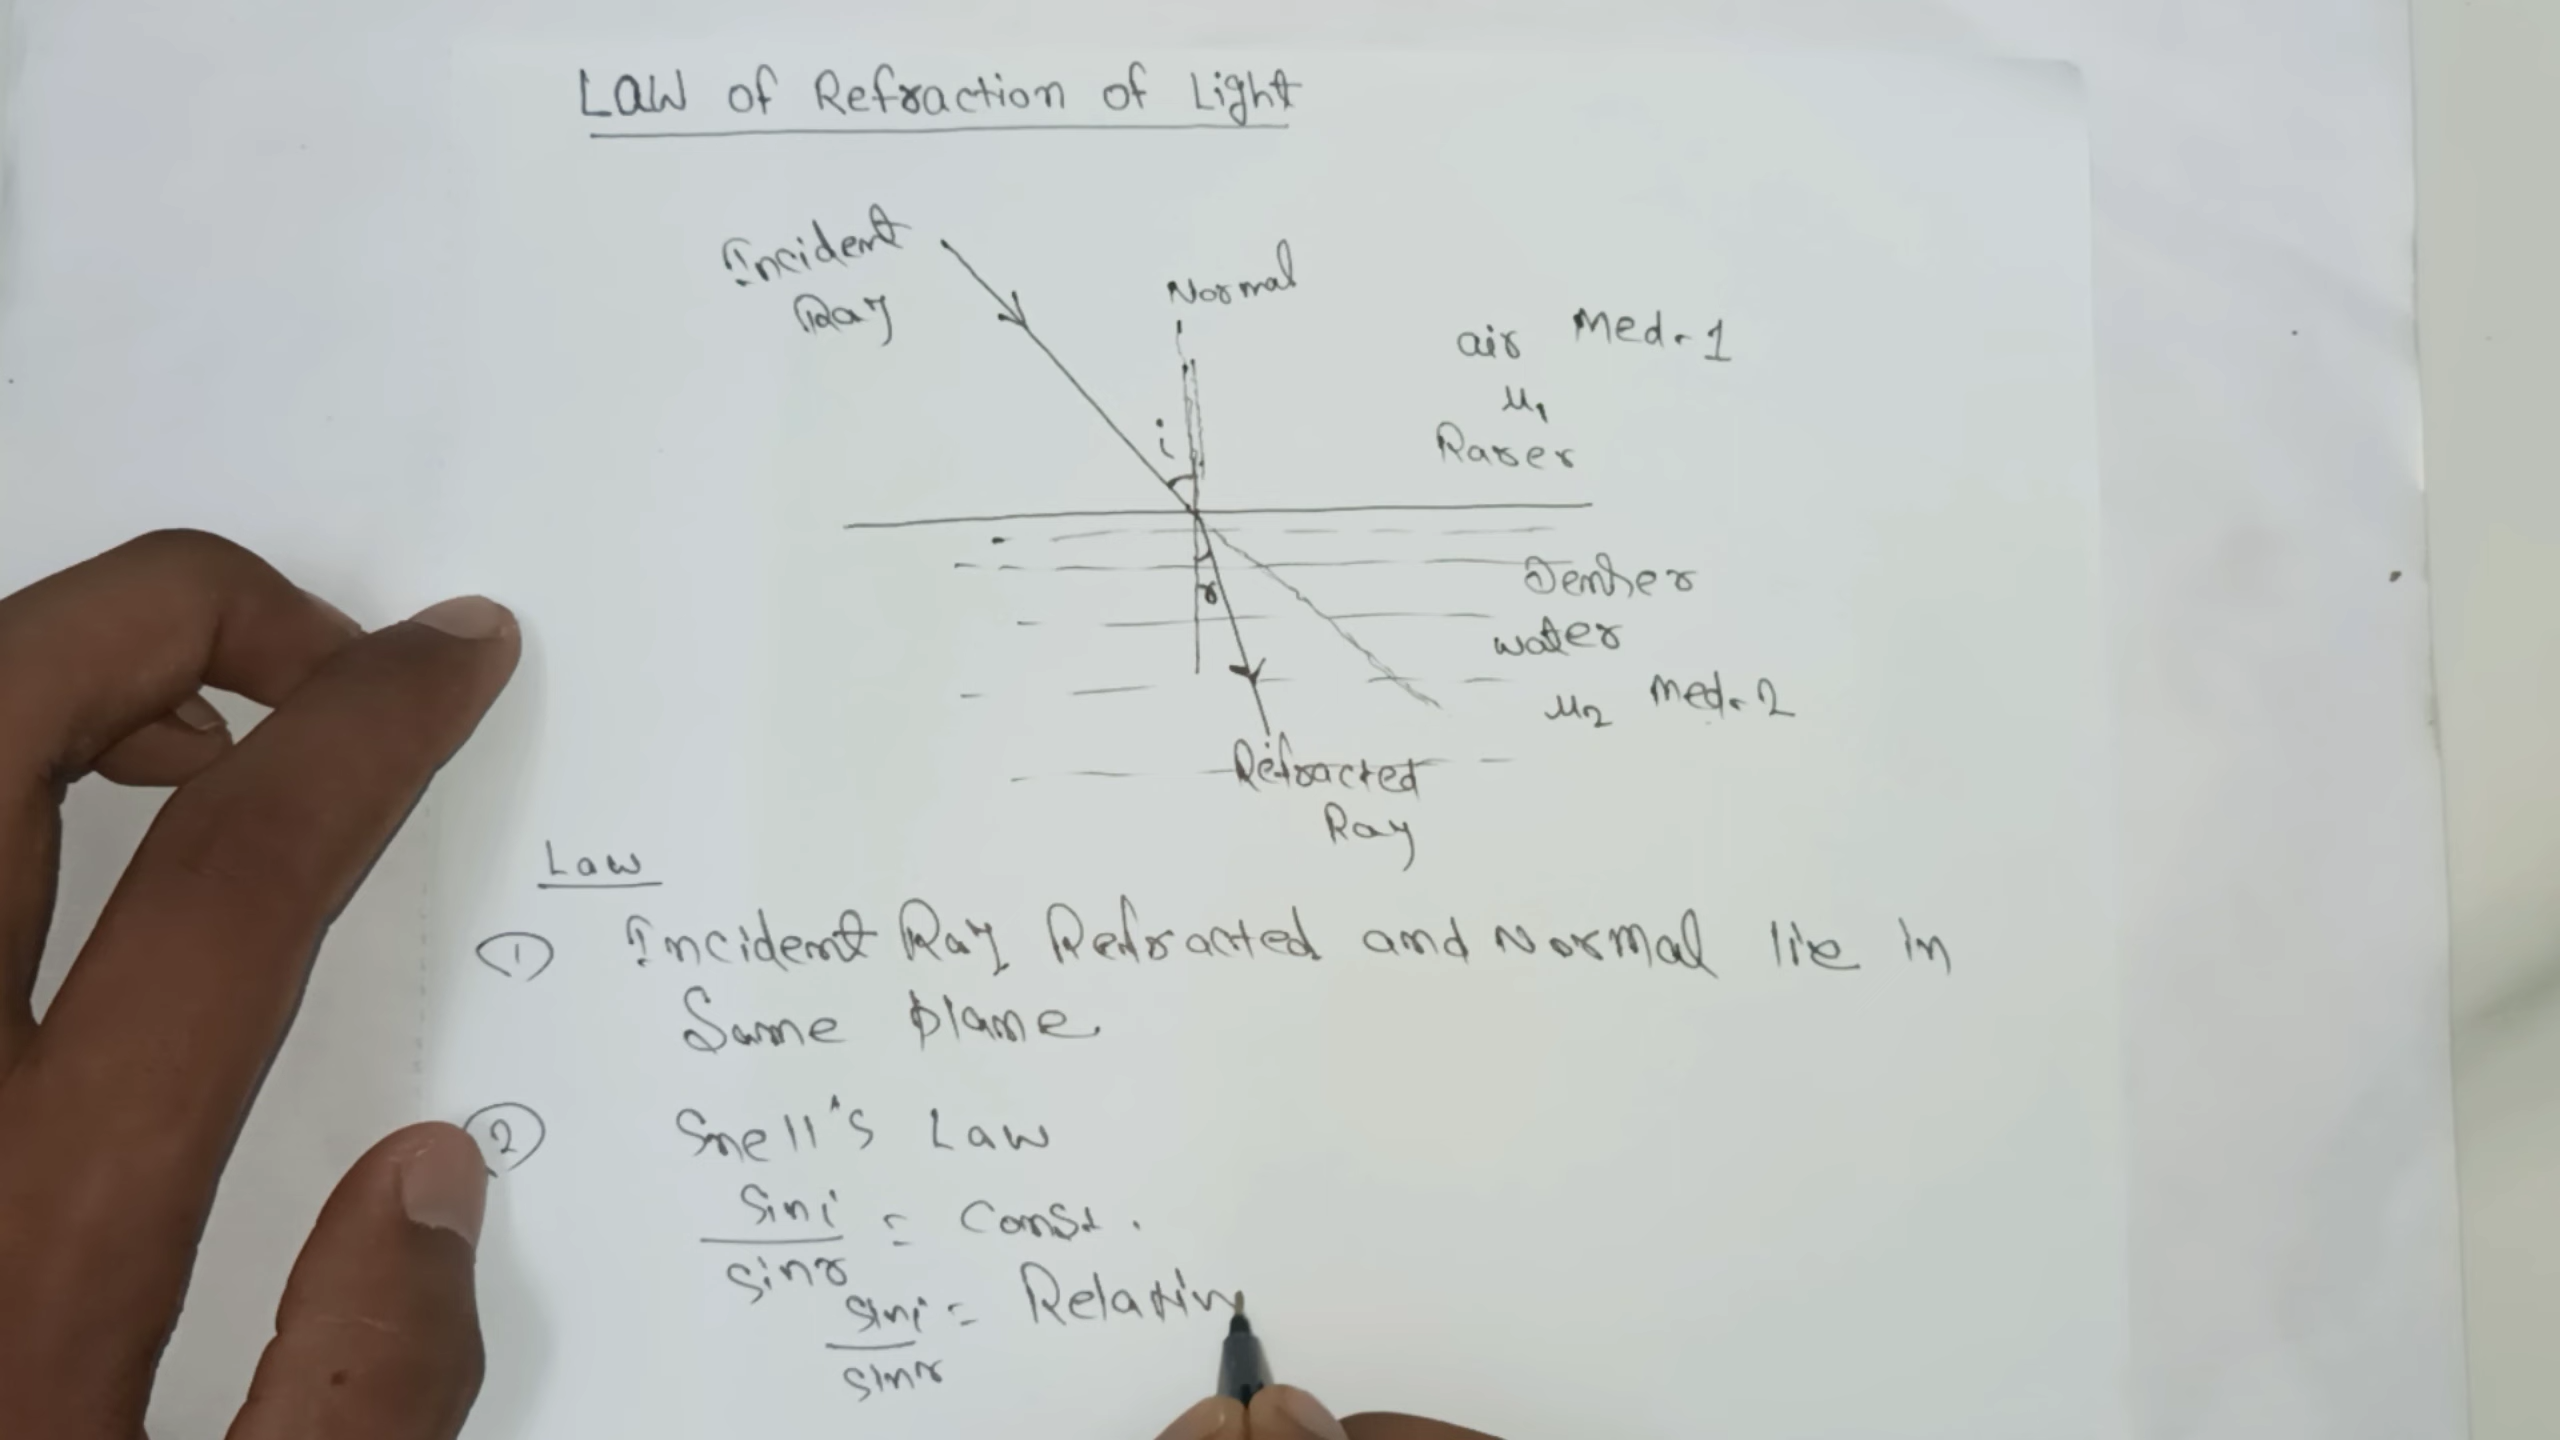 LAW of Refraction of Light
Incident
Ray
Normal
air Med. 1
μ1
Rarer
i
r
Denser
water
μ2 Med. 2
Refracted
Ray
Law
① Incident Ray Refracted and Normal lie in
Same plane.
② Snell's Law
Sin i
= Const.
Sin r
Sin i
= Relativ
Sin r